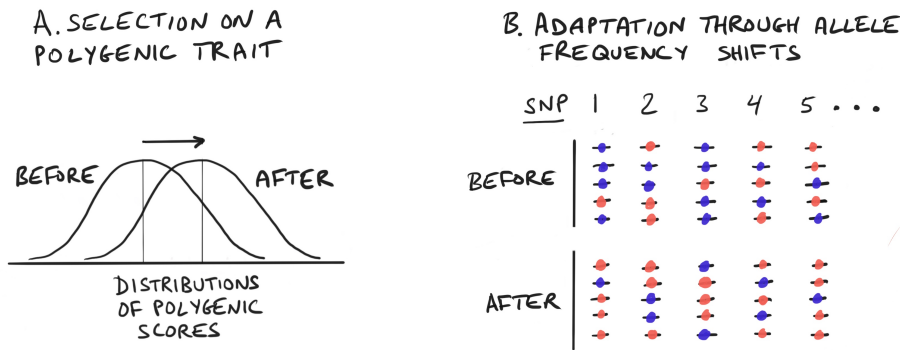 A. SELECTION ON A
POLYGENIC TRAIT
BEFORE
AFTER
DISTRIBUTIONS
OF POLYGENIC
SCORES
B. ADAPTATION THROUGH ALLELE
FREQUENCY SHIFTS
SNP 1 2 3 4 5 ...
BEFORE
AFTER